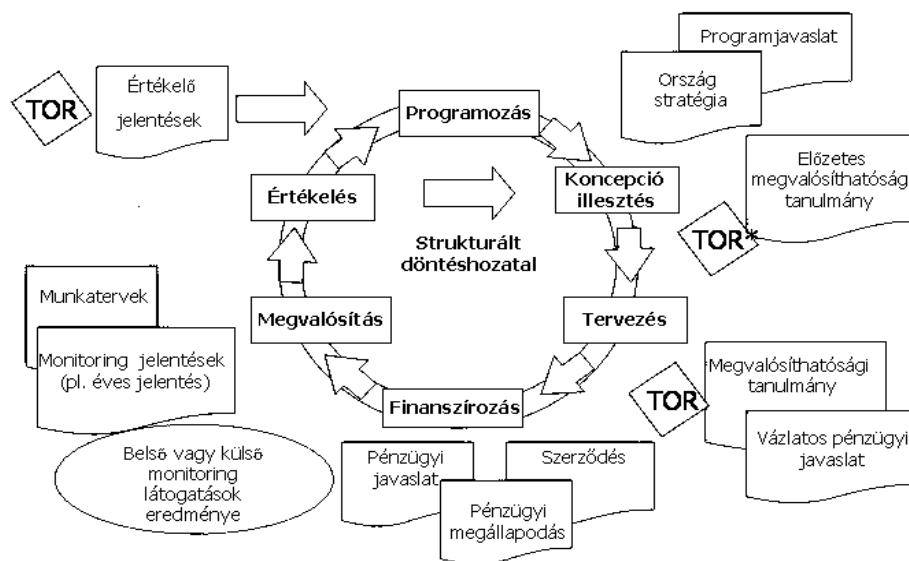 Programjavaslat
Ország
stratégia
TOR
Értékelő
jelentések
Programozás
Előzetes
megvalósíthatósági
tanulmány
TOR*
Értékelés
Koncepció
illesztés
Strukturált
döntéshozatal
Munkatervek
Megvalósítás
Tervezés
Monitoring jelentések
(pl. éves jelentés)
Finanszírozás
Megvalósíthatósági
tanulmány
TOR
Vázlatos pénzügyi
javaslat
Belső vagy külső
monitoring
látogatások
eredménye
Pénzügyi
javaslat
Szerződés
Pénzügyi
megállapodás